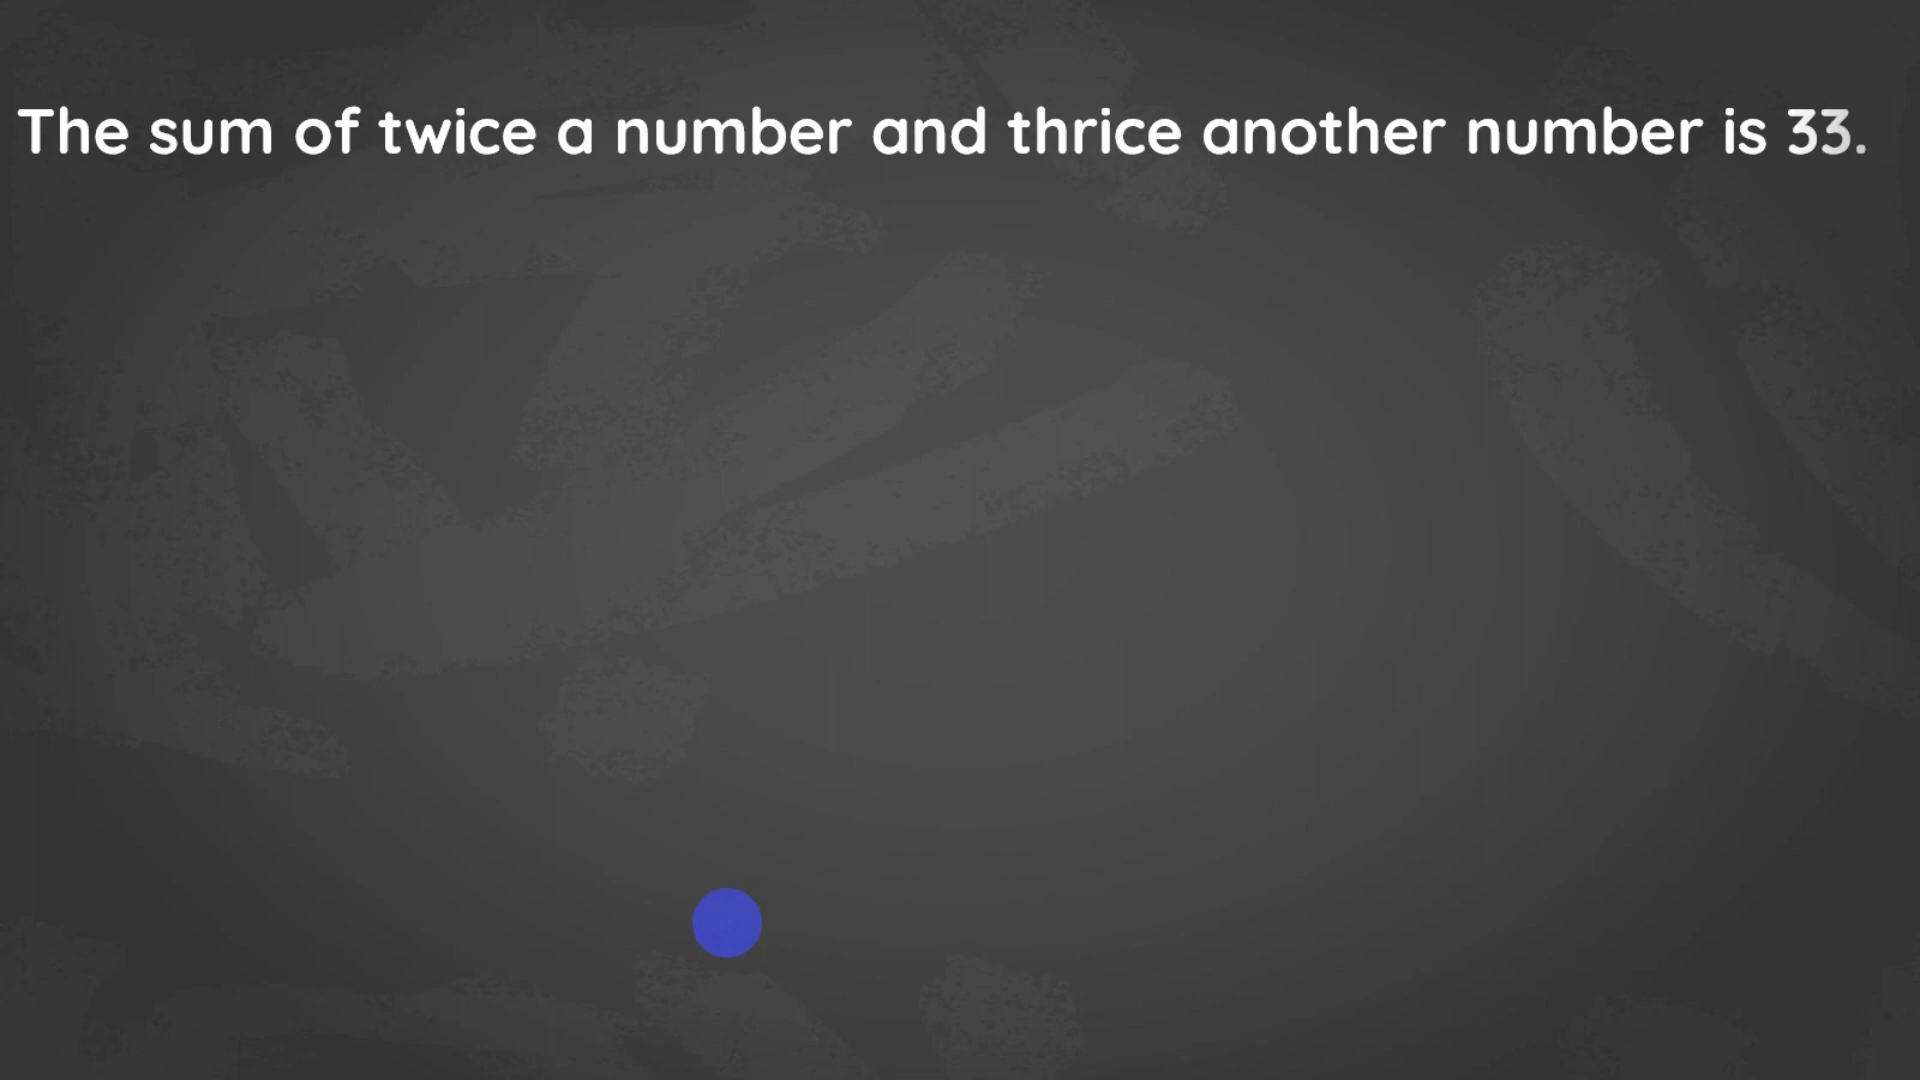 The sum of twice a number and thrice another number is 33.